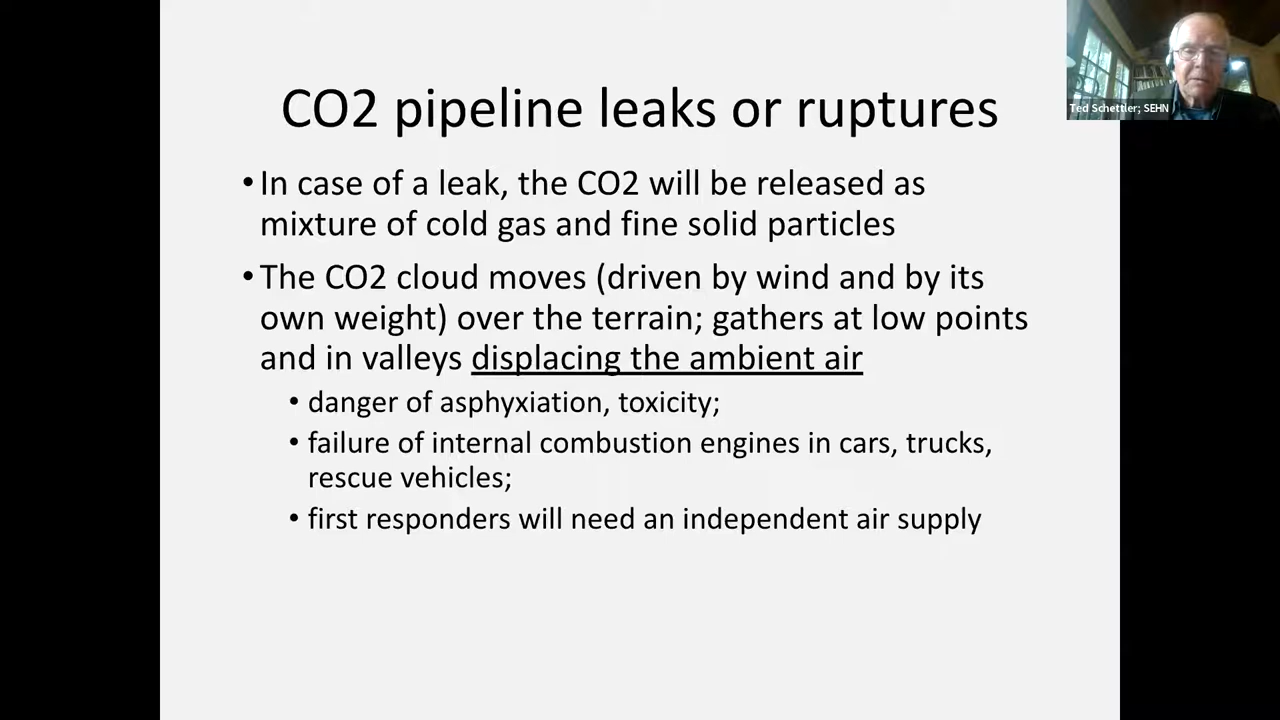 Ted Schettler; SEHN
CO2 pipeline leaks or ruptures
•In case of a leak, the CO2 will be released as
mixture of cold gas and fine solid particles
•The CO2 cloud moves (driven by wind and by its
own weight) over the terrain; gathers at low points
and in valleys displacing the ambient air
• danger of asphyxiation, toxicity;
• failure of internal combustion engines in cars, trucks,
rescue vehicles;
• first responders will need an independent air supply